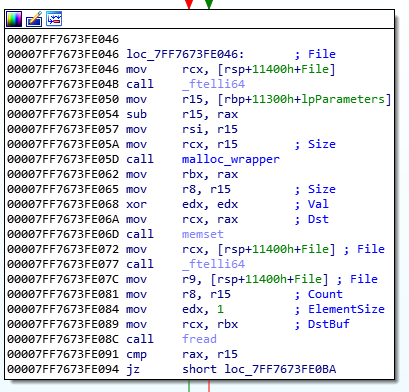 00007FF7673FE046
00007FF7673FE046 loc_7FF7673FE046: ; File
00007FF7673FE046 mov rcx, [rsp+11400h+File]
00007FF7673FE04B call _ftelli64
00007FF7673FE050 mov r15, [rbp+11300h+lpParameters]
00007FF7673FE054 sub r15, rax
00007FF7673FE057 mov rsi, r15
00007FF7673FE05A mov rcx, r15 ; Size
00007FF7673FE05D call malloc_wrapper
00007FF7673FE062 mov rbx, rax
00007FF7673FE065 mov r8, r15 ; Size
00007FF7673FE068 xor edx, edx ; Val
00007FF7673FE06A mov rcx, rax ; Dst
00007FF7673FE06D call memset
00007FF7673FE072 mov rcx, [rsp+11400h+File] ; File
00007FF7673FE077 call _ftelli64
00007FF7673FE07C mov r9, [rsp+11400h+File] ; File
00007FF7673FE081 mov r8, r15 ; Count
00007FF7673FE084 mov edx, 1 ; ElementSize
00007FF7673FE089 mov rcx, rbx ; DstBuf
00007FF7673FE08C call fread
00007FF7673FE091 cmp rax, r15
00007FF7673FE094 jz short loc_7FF7673FE0BA